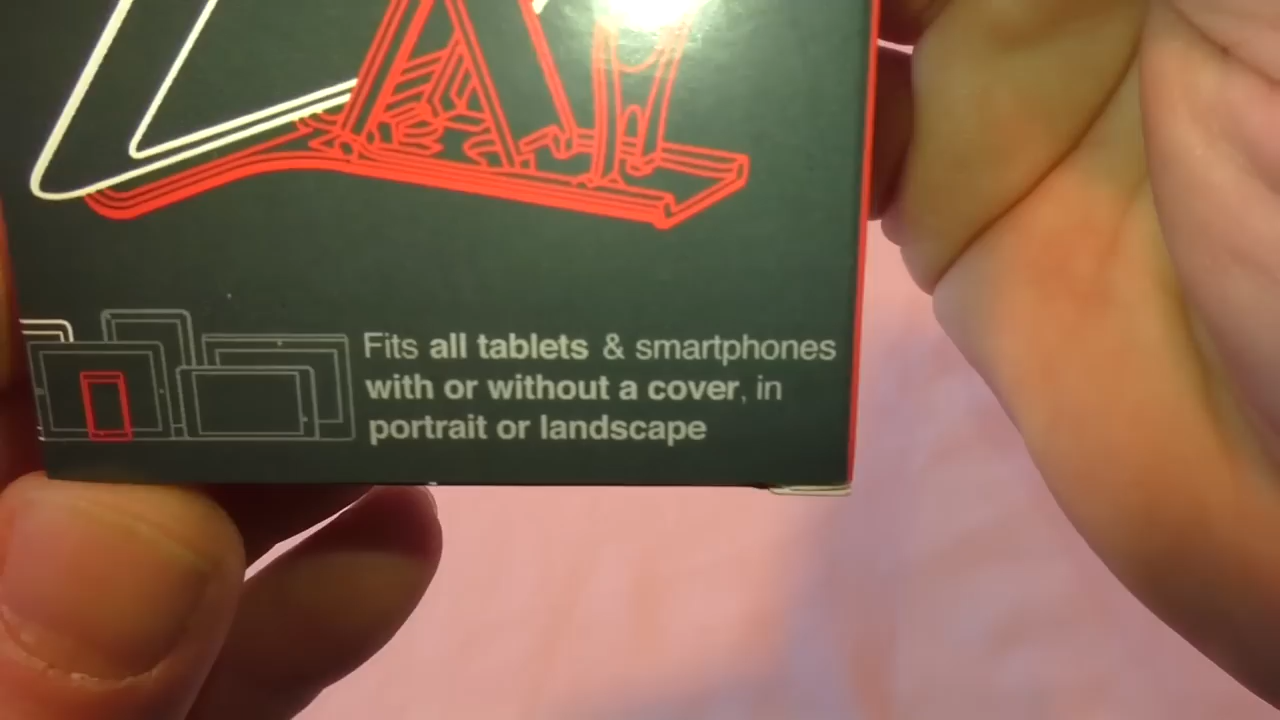 Fits all tablets & smartphones
with or without a cover, in
portrait or landscape